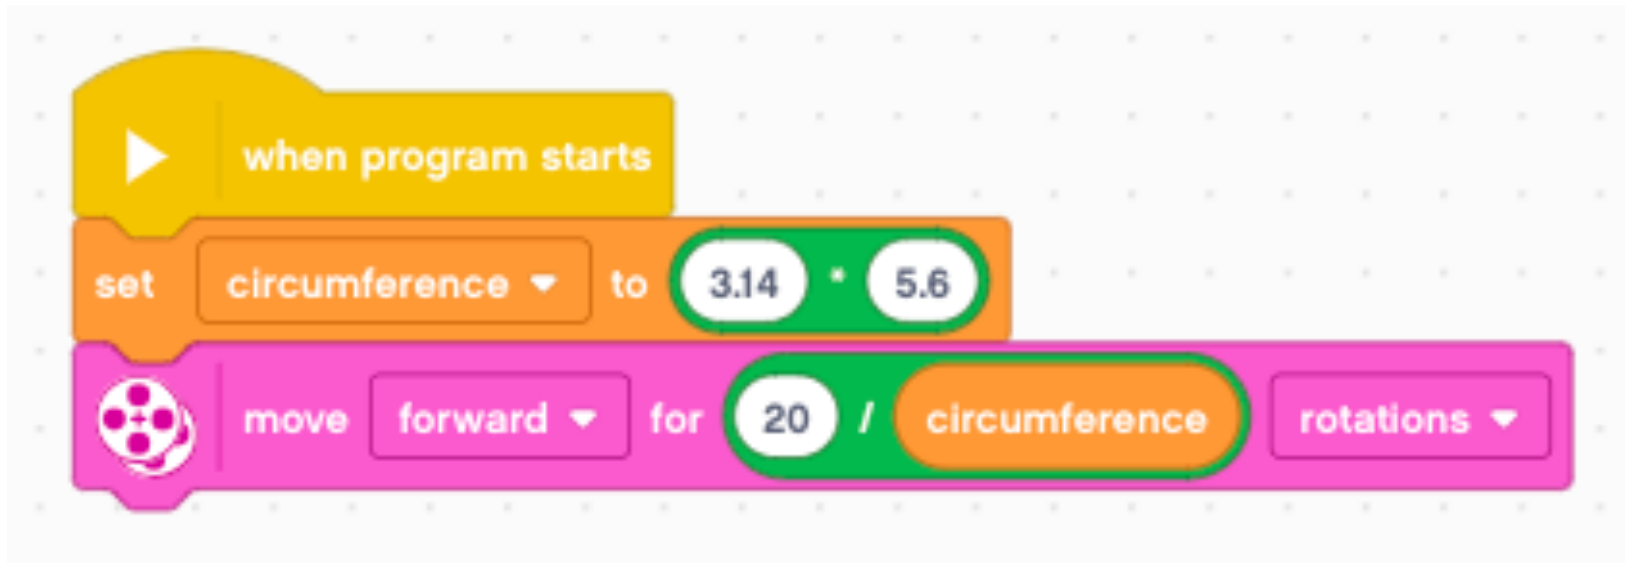 when program starts
set circumference to 3.14 * 5.6
move forward for 20 / circumference rotations